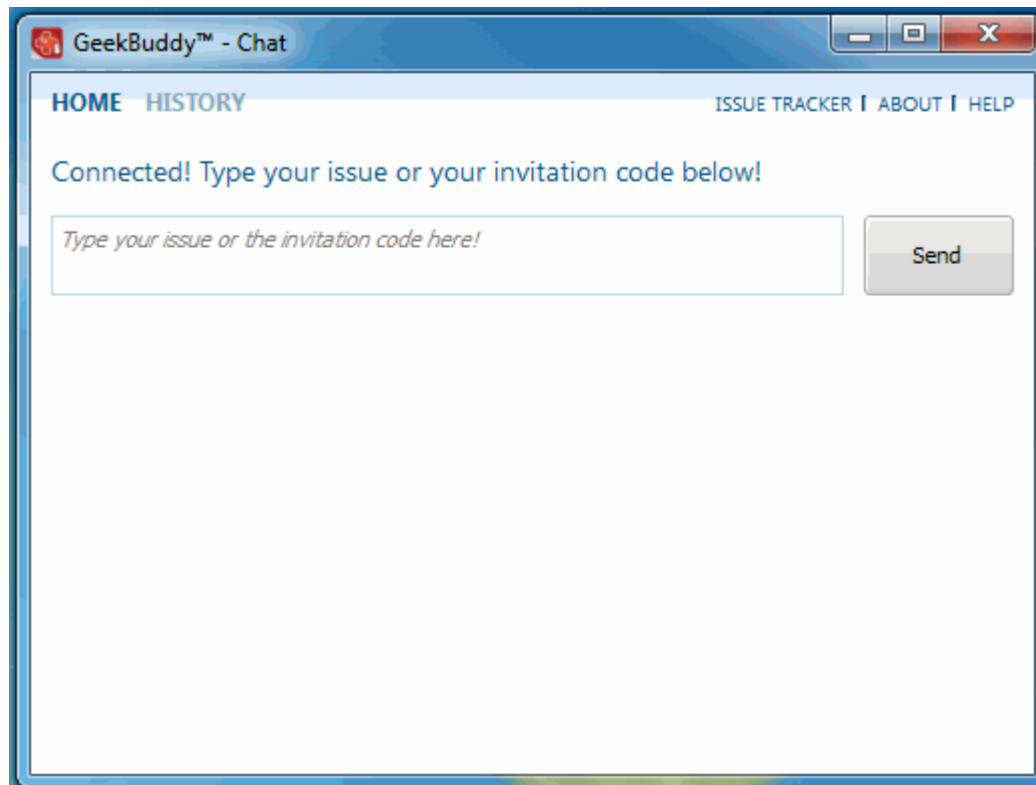 GeekBuddy™ - Chat
HOME HISTORY ISSUE TRACKER | ABOUT | HELP
Connected! Type your issue or your invitation code below!
Type your issue or the invitation code here!
Send